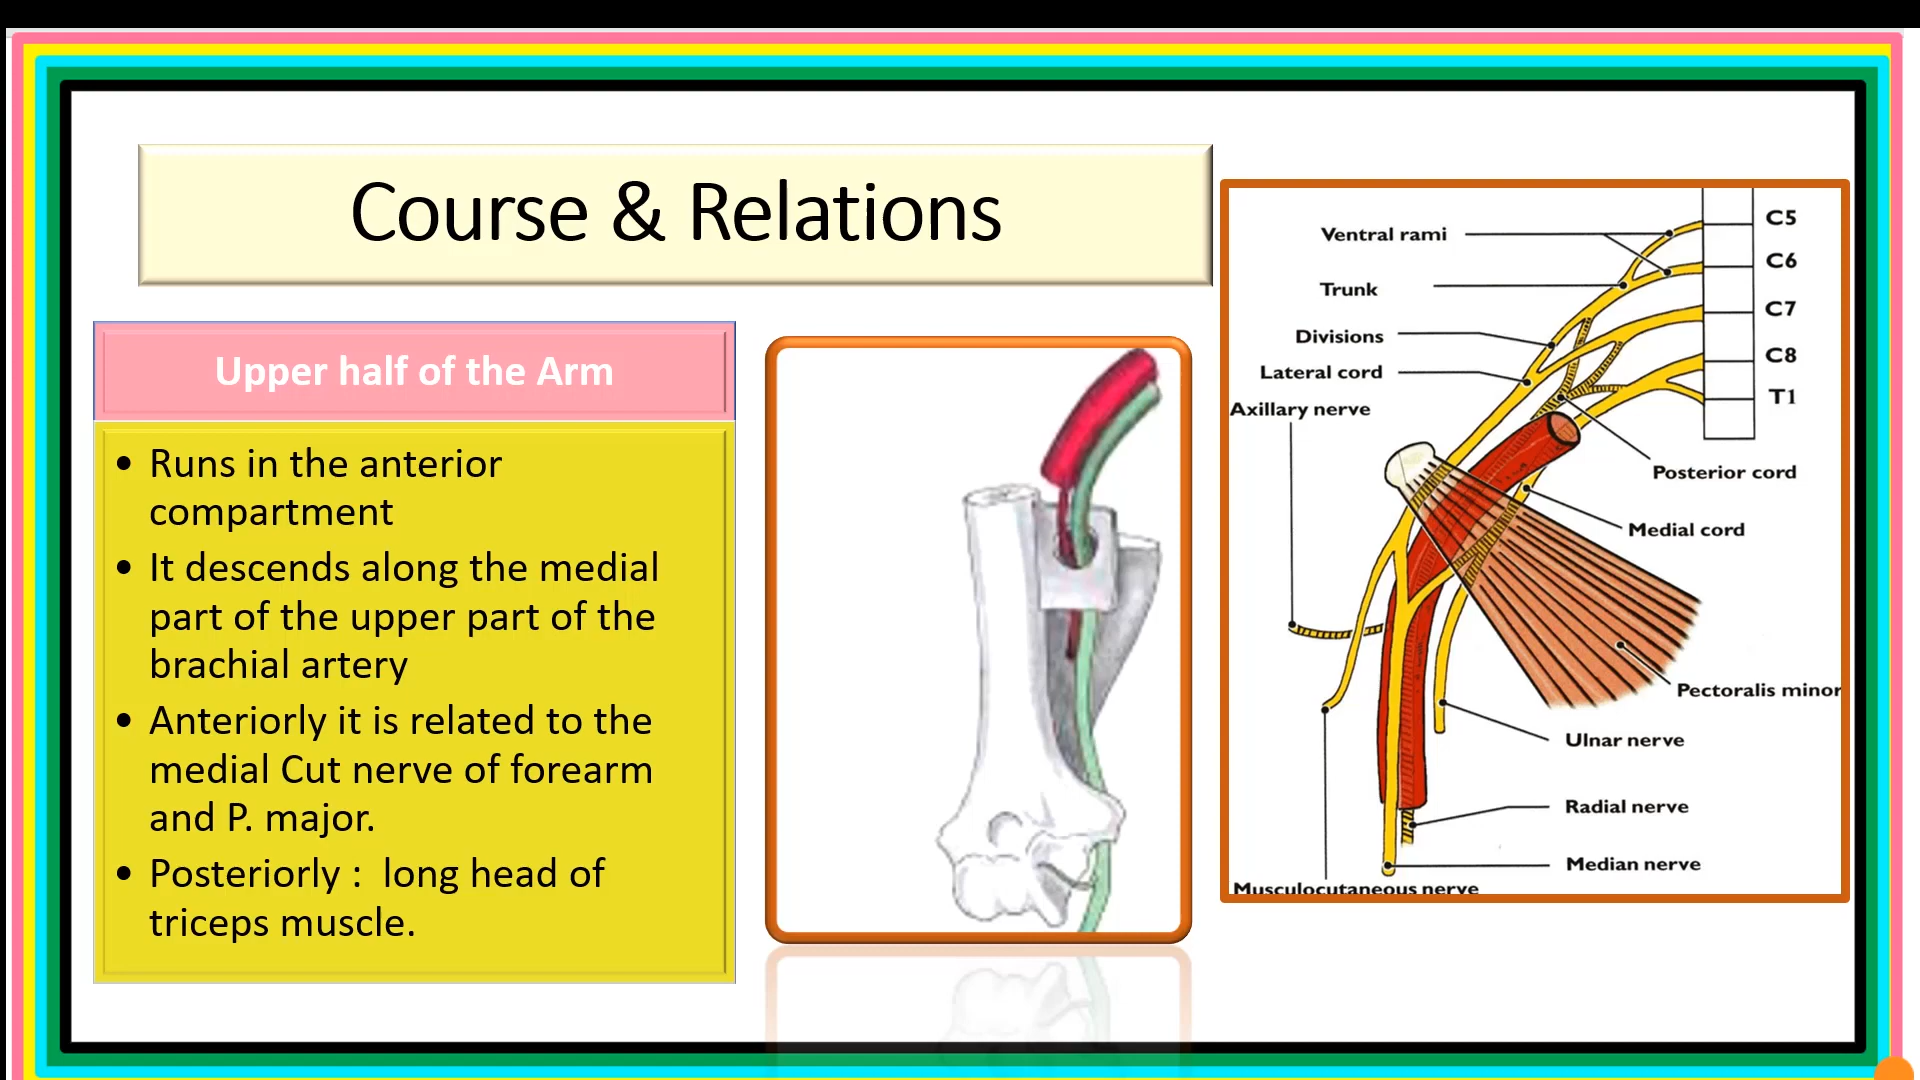 Course & Relations
Upper half of the Arm
• Runs in the anterior
compartment
• It descends along the medial
part of the upper part of the
brachial artery
• Anteriorly it is related to the
medial Cut nerve of forearm
and P. major.
• Posteriorly :  long head of
triceps muscle.
Ventral rami
C5
C6
Trunk
C7
Divisions
C8
Lateral cord
T1
Axillary nerve
Posterior cord
Medial cord
Pectoralis minor
Ulnar nerve
Radial nerve
Median nerve
Musculocutaneous nerve